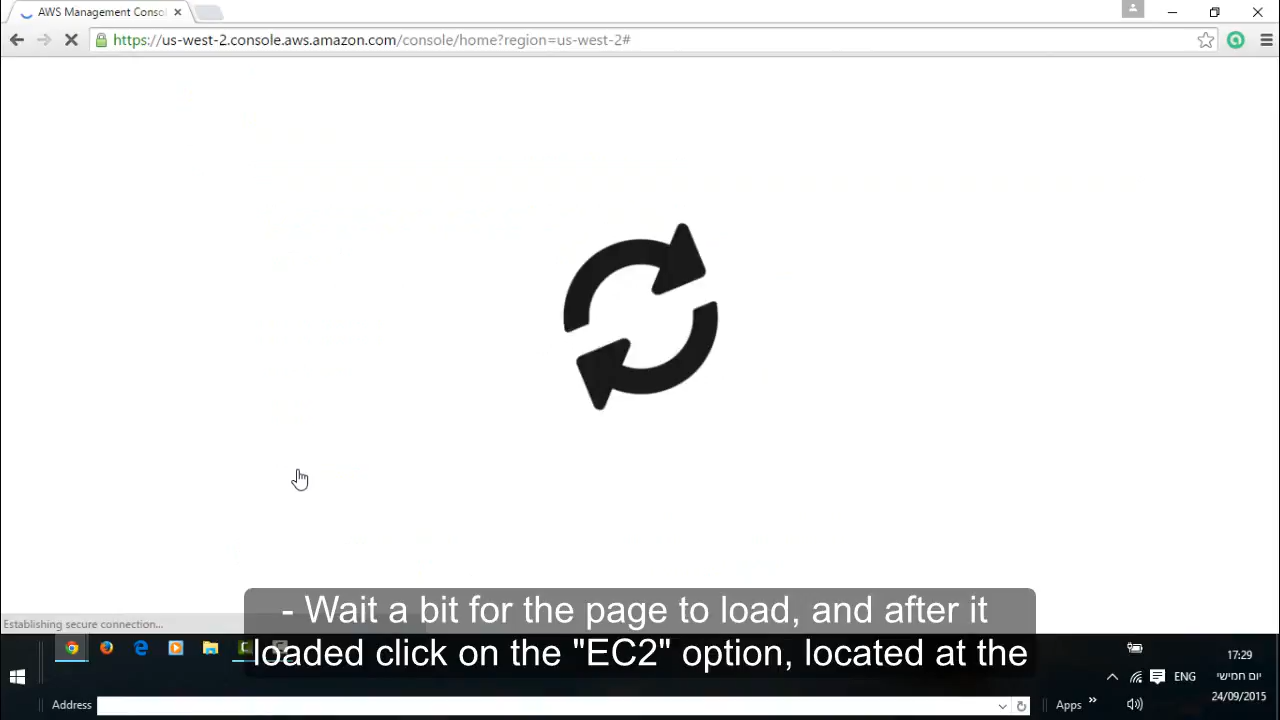 AWS Management Consol
https://us-west-2.console.aws.amazon.com/console/home?region=us-west-2#
Establishing secure connection...
- Wait a bit for the page to load, and after it
loaded click on the "EC2" option, located at the
17:29
ENG
יום חמישי
24/09/2015
Address
Apps